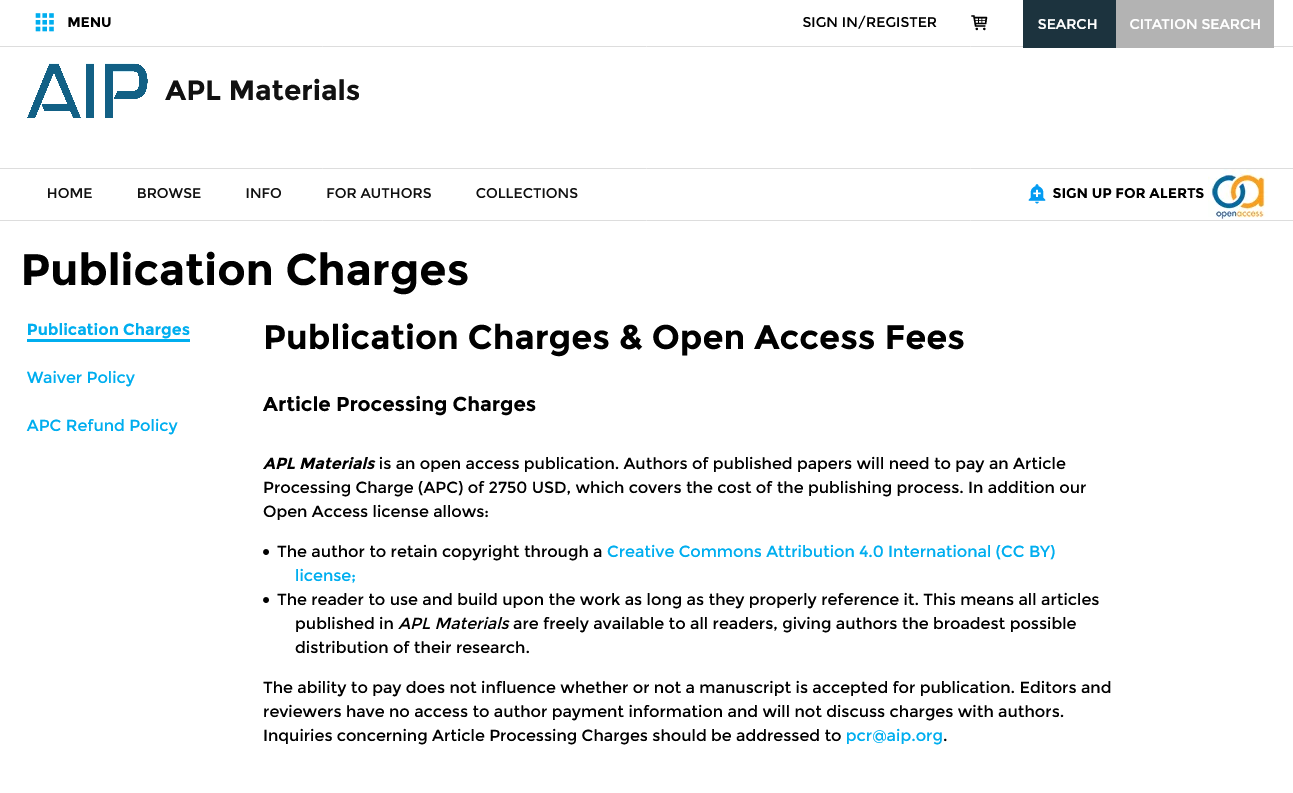 MENU
SIGN IN/REGISTER
SEARCH
CITATION SEARCH
AIP APL Materials
HOME
BROWSE
INFO
FOR AUTHORS
COLLECTIONS
SIGN UP FOR ALERTS
openaccess
Publication Charges
Publication Charges
Waiver Policy
APC Refund Policy
Publication Charges & Open Access Fees
Article Processing Charges
APL Materials is an open access publication. Authors of published papers will need to pay an Article
Processing Charge (APC) of 2750 USD, which covers the cost of the publishing process. In addition our
Open Access license allows:
• The author to retain copyright through a Creative Commons Attribution 4.0 International (CC BY)
license;
• The reader to use and build upon the work as long as they properly reference it. This means all articles
published in APL Materials are freely available to all readers, giving authors the broadest possible
distribution of their research.
The ability to pay does not influence whether or not a manuscript is accepted for publication. Editors and
reviewers have no access to author payment information and will not discuss charges with authors.
Inquiries concerning Article Processing Charges should be addressed to pcr@aip.org.